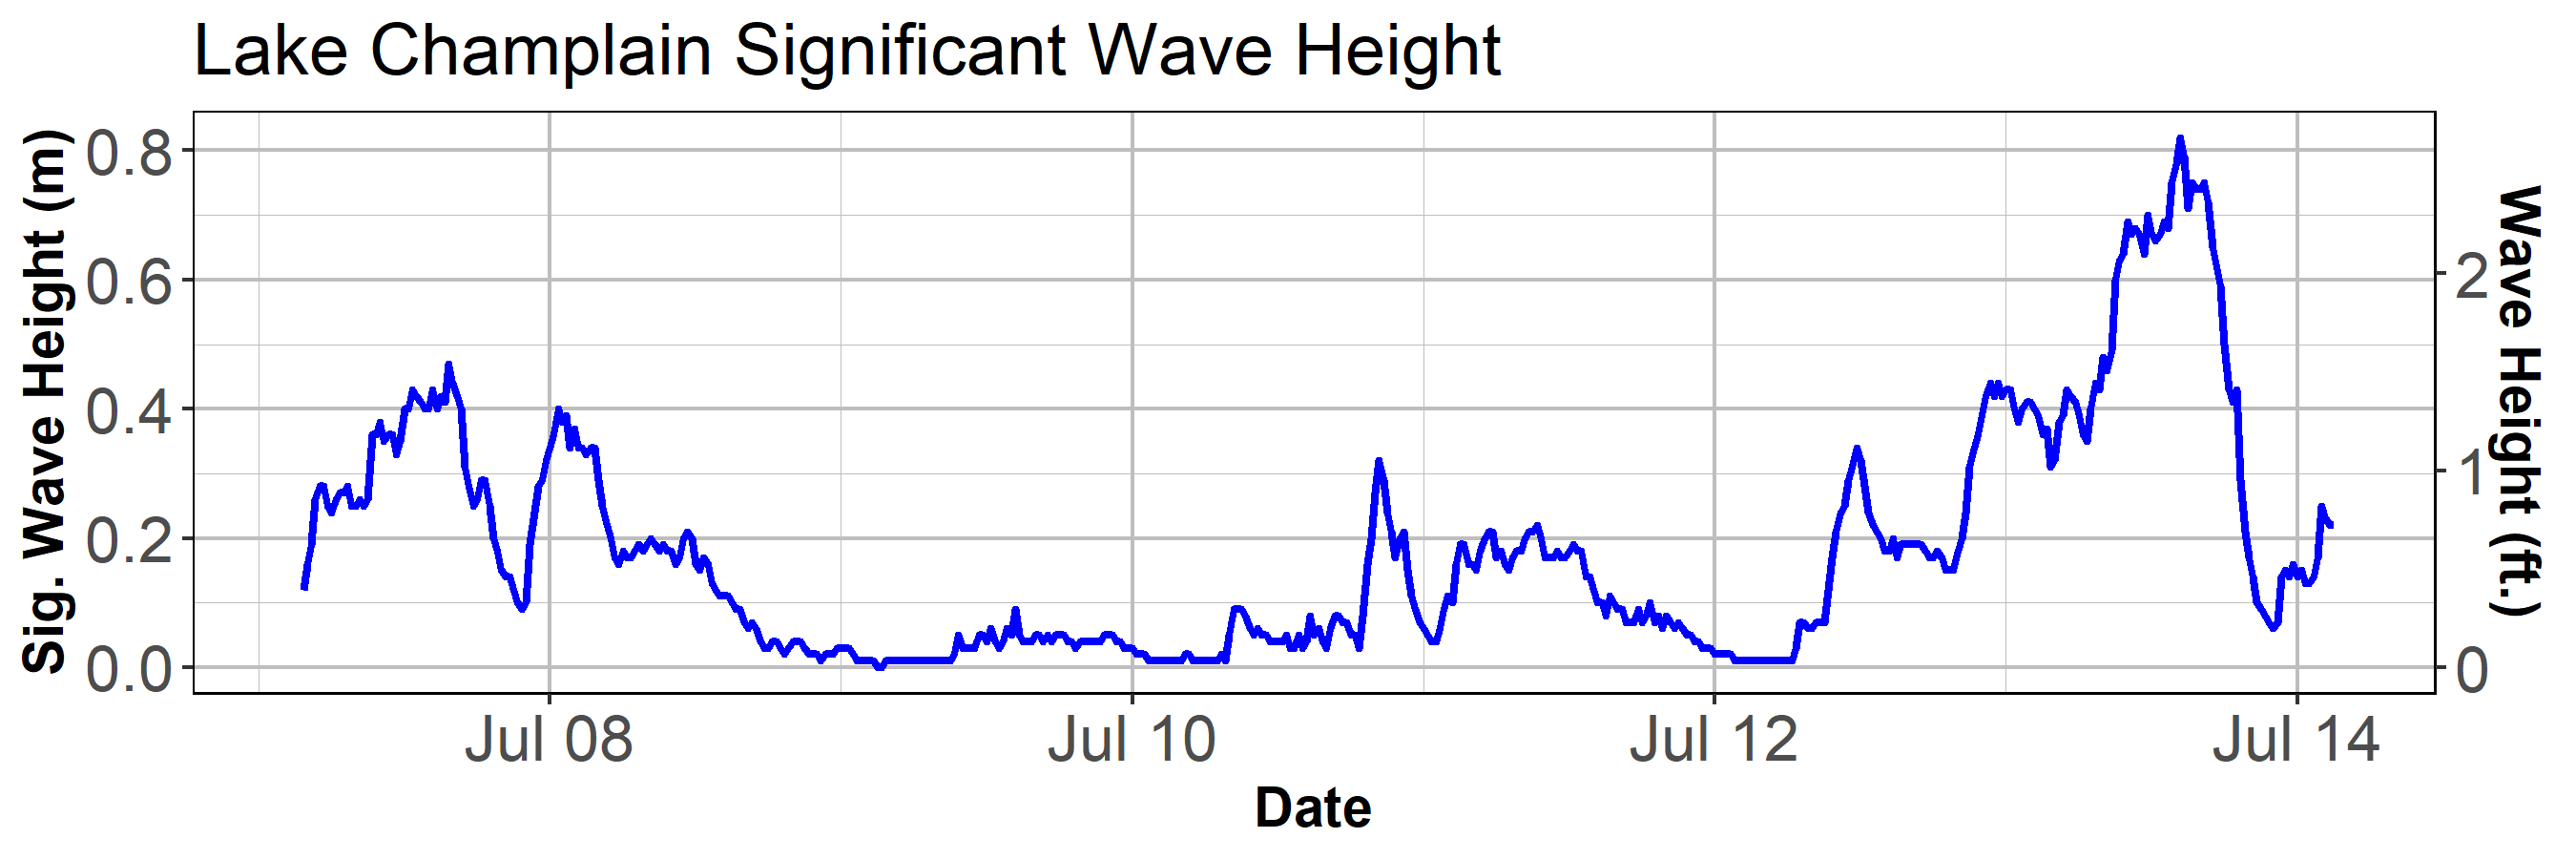 Lake Champlain Significant Wave Height
Sig. Wave Height (m)
0.8
0.6
0.4
0.2
0.0
2
1
0
Wave Height (ft.)
Jul 08 Jul 10 Jul 12 Jul 14
Date